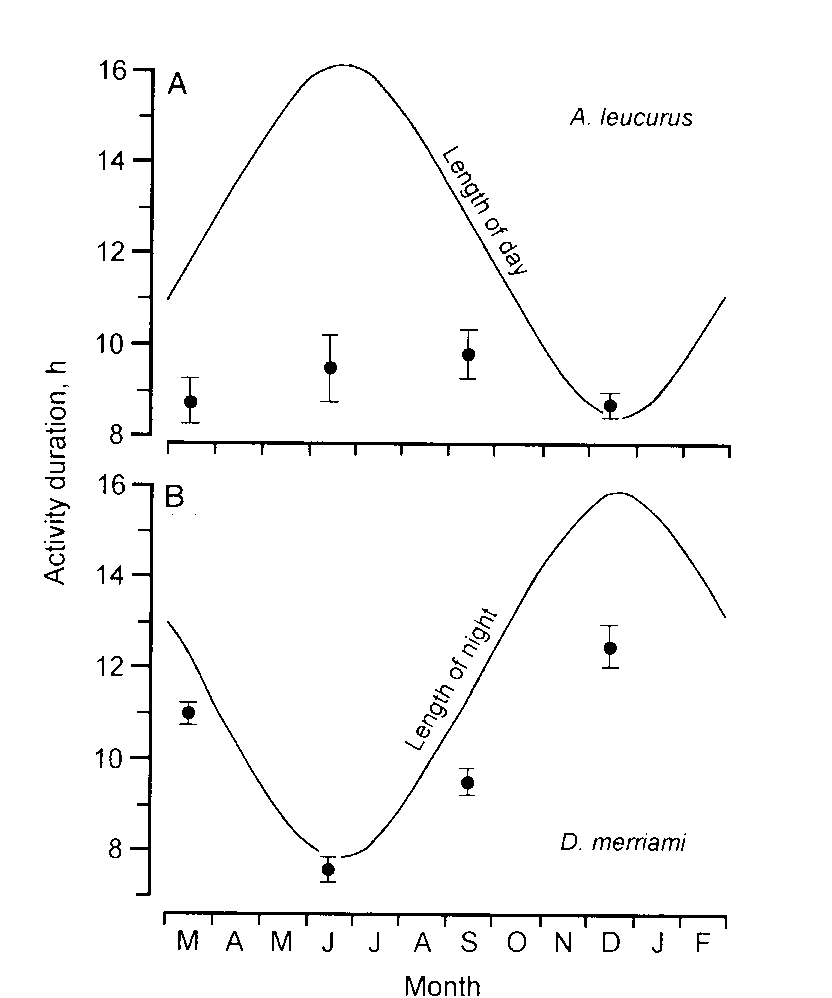 16
A
A. leucurus
14
Length of day
12
10
8
Activity duration, h
16
B
14
Length of night
12
10
8
D. merriami
M A M J J A S O N D J F
Month